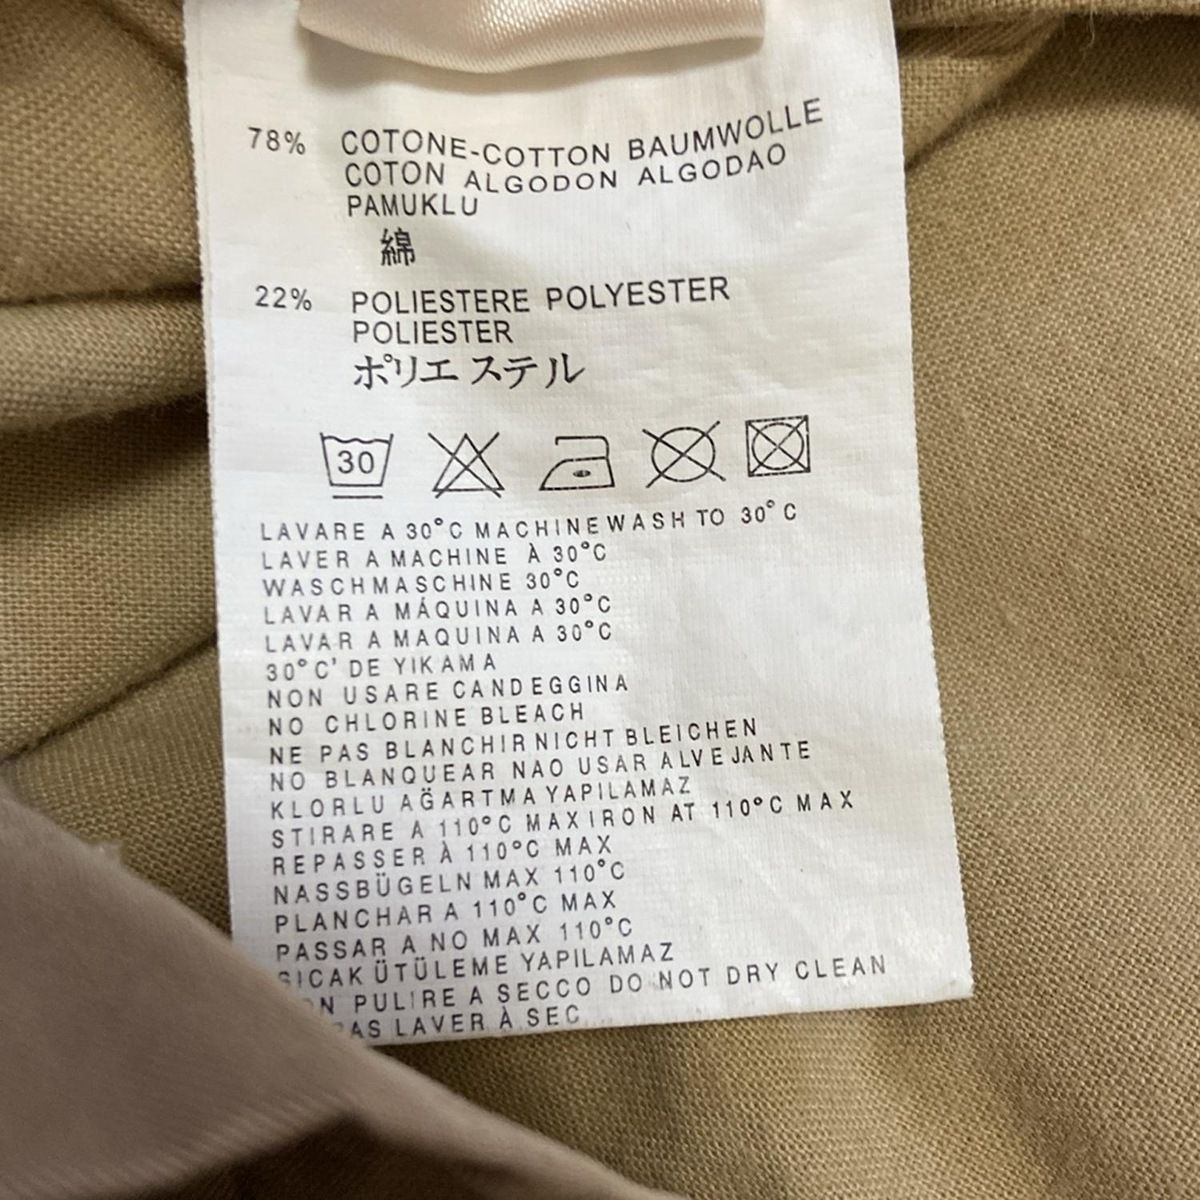 78% COTONE-COTTON BAUMWOLLE
COTON ALGODON ALGODAO
PAMUKLU
綿
22% POLIESTERE POLYESTER
POLIESTER
ポリエステル
30
LAVARE A 30°C MACHINE WASH TO 30°C
LAVER A MACHINE À 30°C
WASCHMASCHINE 30°C
LAVAR A MÁQUINA A 30°C
LAVAR A MAQUINA A 30°C
30°C' DE YIKAMA
NON USARE CANDEGGINA
NO CHLORINE BLEACH
NE PAS BLANCHIR NICHT BLEICHEN
NO BLANQUEAR NAO USAR ALVEJANTE
KLORLU AĞARTMA YAPILAMAZ
STIRARE A 110°C MAX IRON AT 110°C MAX
REPASSER À 110°C MAX
NASSBÜGELN MAX 110°C
PLANCHAR A 110°C MAX
PASSAR A NO MAX 110°C
SICAK ÜTÜLEME YAPILAMAZ
PULIRE A SECCO DO NOT DRY CLEAN
LAVER À SEC